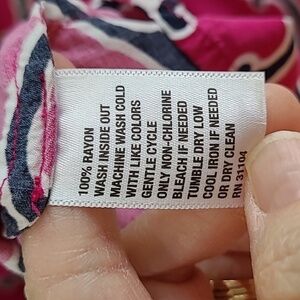 100% RAYON
WASH INSIDE OUT
MACHINE WASH COLD
WITH LIKE COLORS
GENTLE CYCLE
ONLY NON-CHLORINE
BLEACH IF NEEDED
TUMBLE DRY LOW
COOL IRON IF NEEDED
OR DRY CLEAN
RN 31104